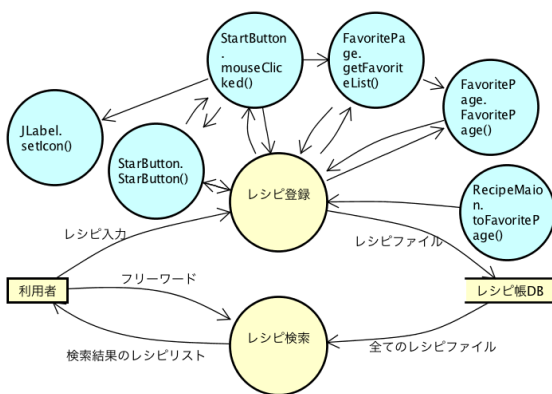 StartButton
.
mouseClic
ked()
FavoritePa
ge.
getFavorit
eList()
FavoriteP
age.
FavoriteP
age()
JLabel.
setIcon()
StarButton.
StarButton()
レシピ登録
RecipeMaion
.
toFavoriteP
age()
レシピ入力
レシピファイル
利用者
フリーワード
レシピ帳DB
レシピ検索
検索結果のレシピリスト
全てのレシピファイル